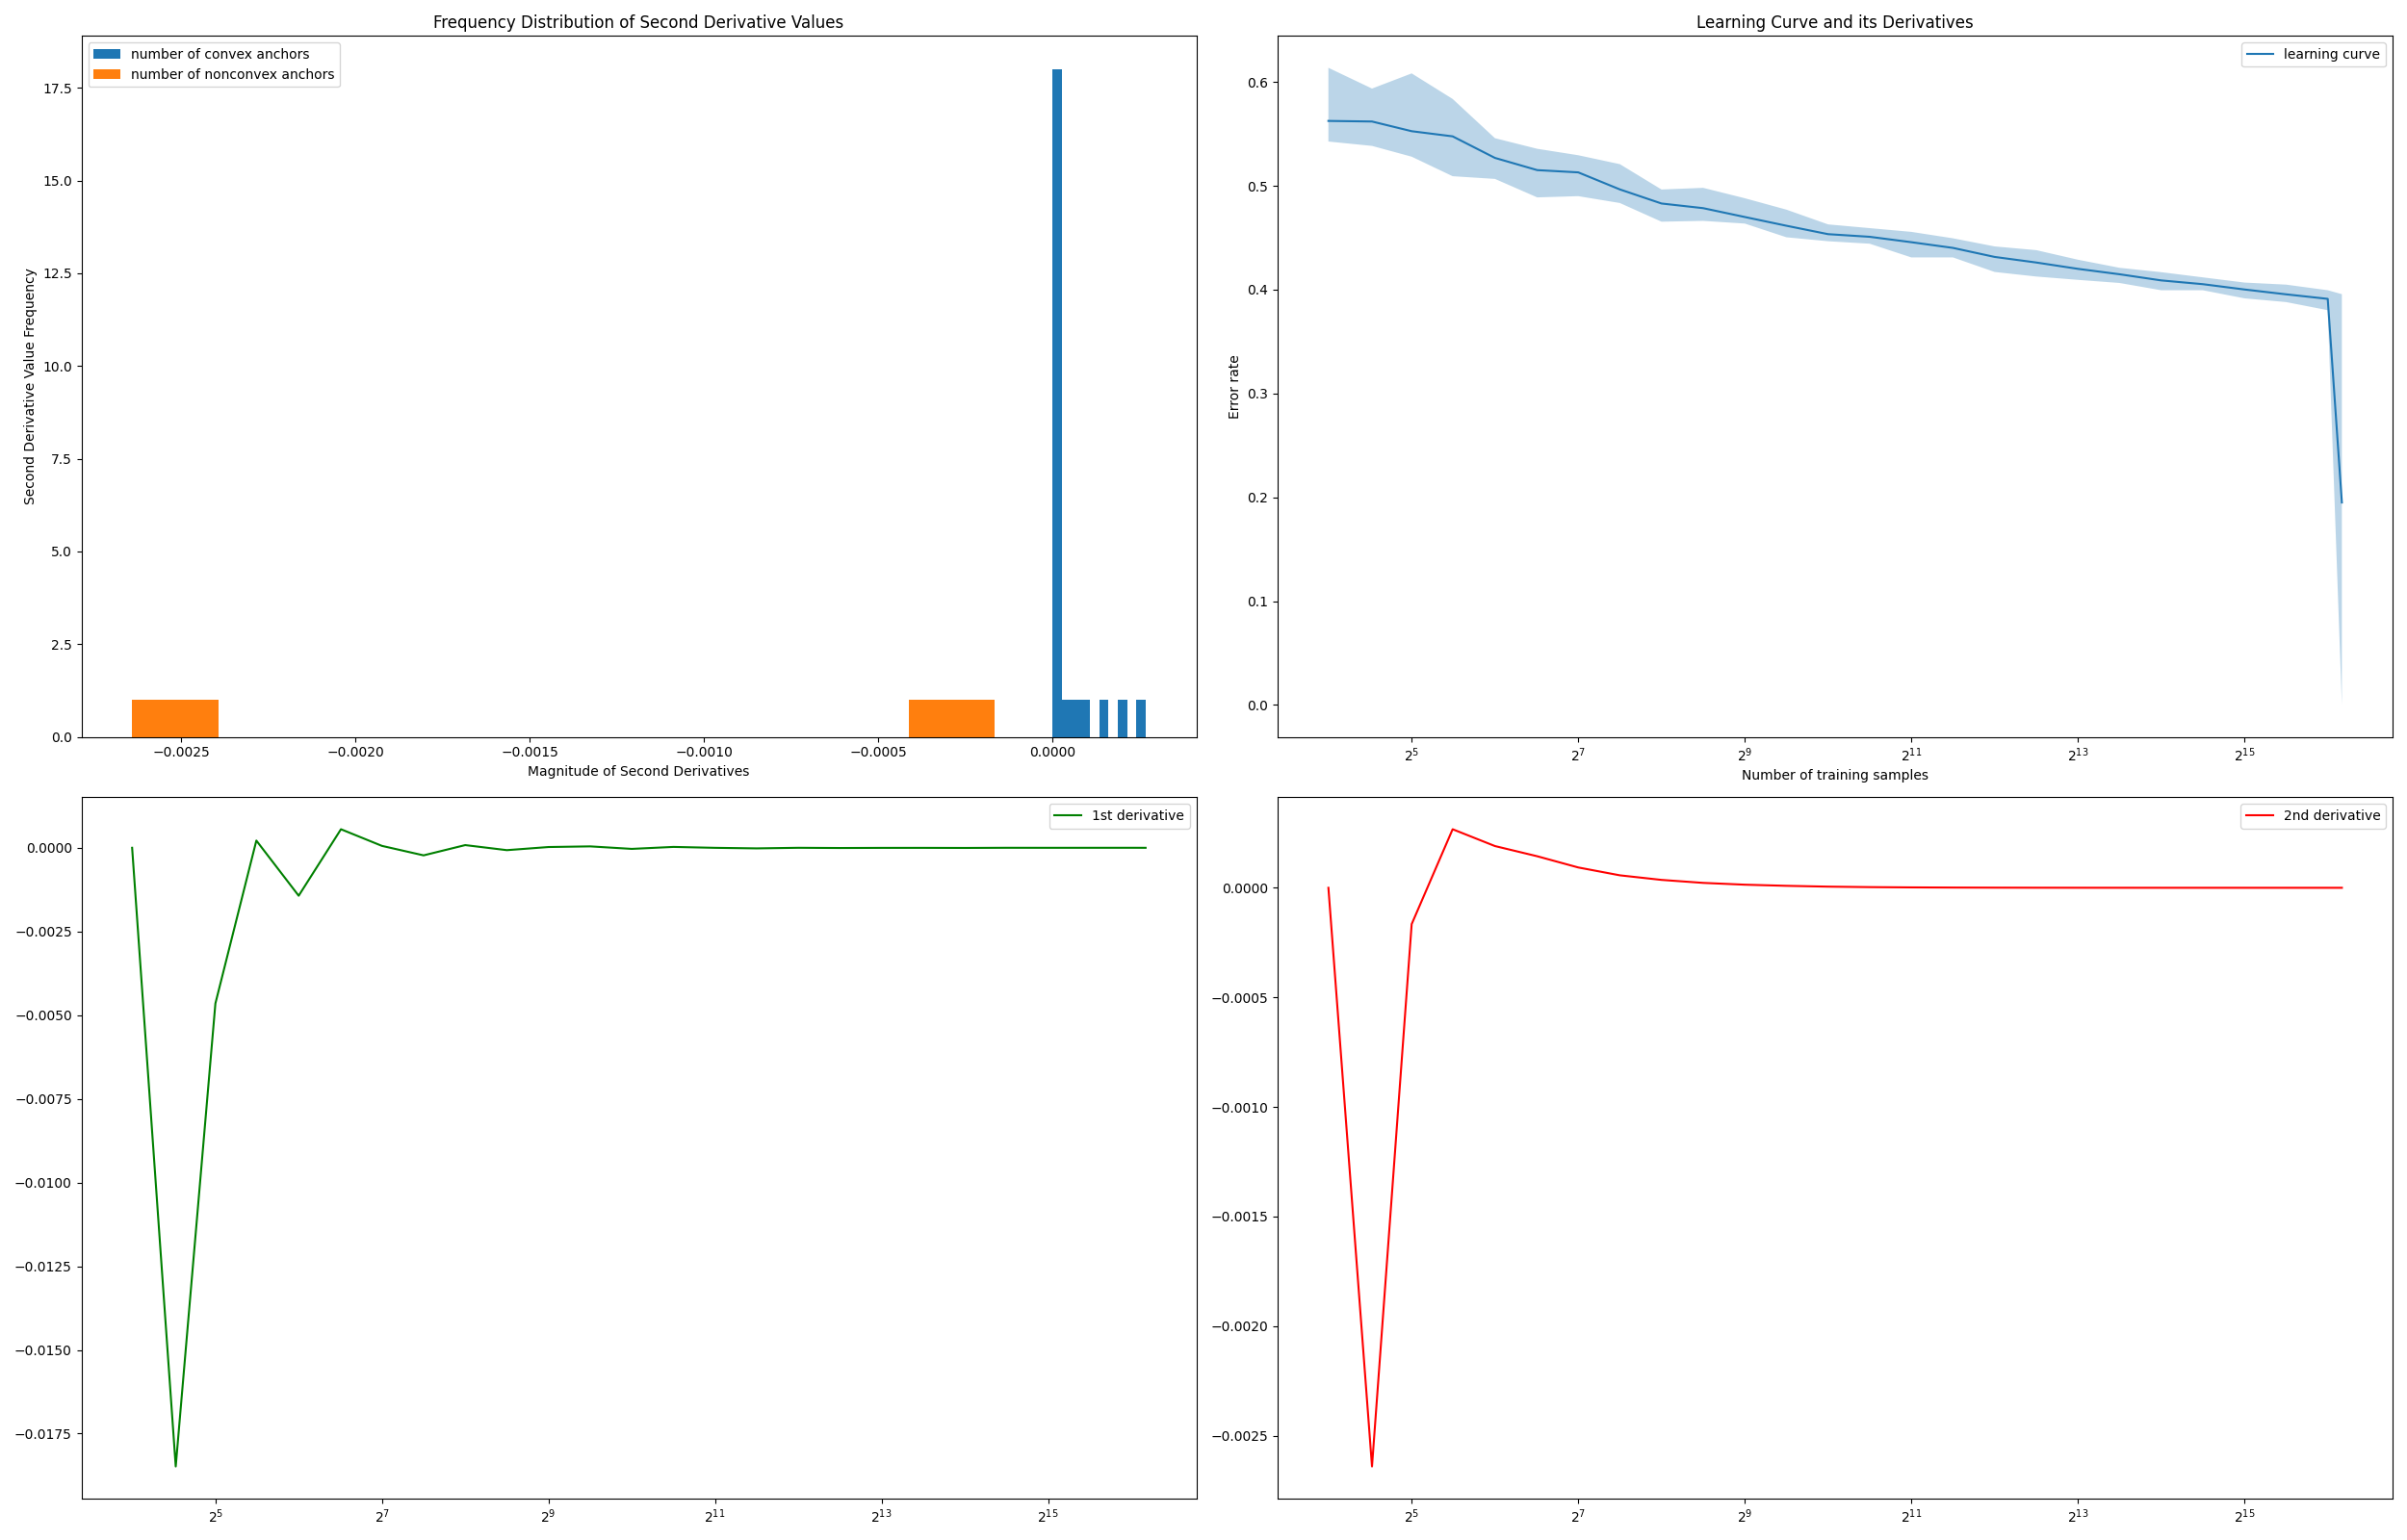 Frequency Distribution of Second Derivative Values
number of convex anchors
number of nonconvex anchors
17.5
15.0
12.5
10.0
7.5
5.0
2.5
0.0
Second Derivative Value Frequency
−0.0025 −0.0020 −0.0015 −0.0010 −0.0005 0.0000
Magnitude of Second Derivatives
Learning Curve and its Derivatives
learning curve
0.6
0.5
0.4
0.3
0.2
0.1
0.0
Error rate
2⁵ 2⁷ 2⁹ 2¹¹ 2¹³ 2¹⁵
Number of training samples
1st derivative
0.0000
−0.0025
−0.0050
−0.0075
−0.0100
−0.0125
−0.0150
−0.0175
2⁵ 2⁷ 2⁹ 2¹¹ 2¹³ 2¹⁵
2nd derivative
0.0000
−0.0005
−0.0010
−0.0015
−0.0020
−0.0025
2⁵ 2⁷ 2⁹ 2¹¹ 2¹³ 2¹⁵